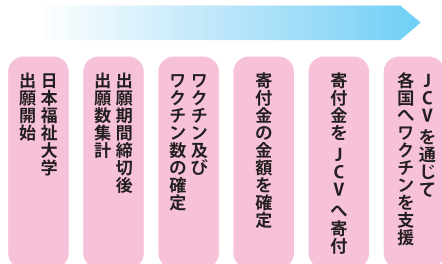 日本福祉大学
出願開始
出願期間締切後
出願数集計
ワクチン及び
ワクチン数の確定
寄付金の金額を確定
寄付金をJCVへ寄付
JCVを通じて
各国へワクチンを支援